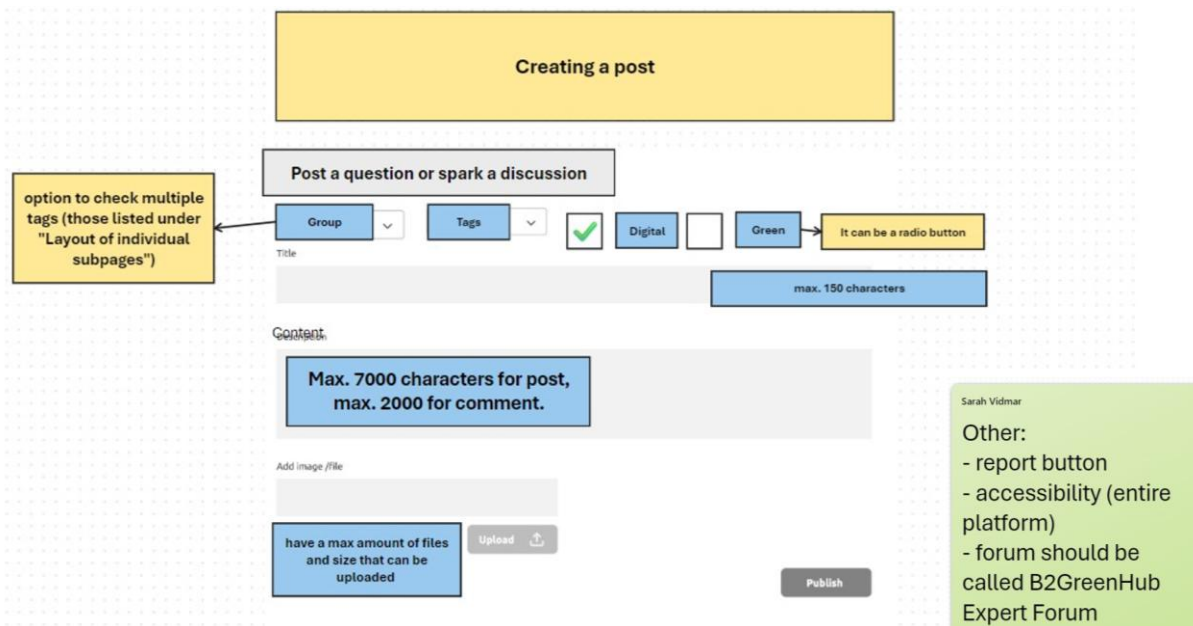 Creating a post
Post a question or spark a discussion
option to check multiple
tags (those listed under
"Layout of individual
subpages")
Group
Tags
Digital
Green
It can be a radio button
Title
max. 150 characters
Content
Description
Max. 7000 characters for post,
max. 2000 for comment.
Add image /file
have a max amount of files
and size that can be
uploaded
Upload
Publish
Sarah Vidmar
Other:
- report button
- accessibility (entire
platform)
- forum should be
called B2GreenHub
Expert Forum